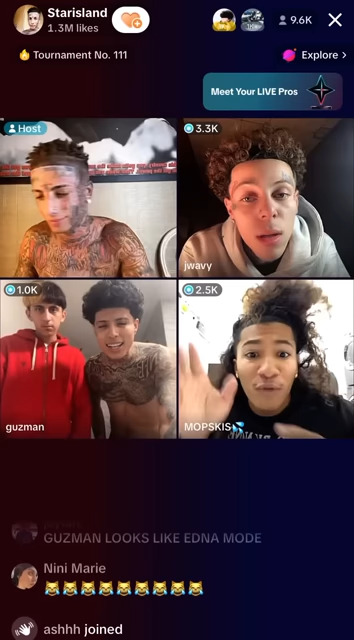 Starisland
1.3M likes
9.6K
Tournament No. 111
Explore >
Meet Your LIVE Pros
Host
3.3K
jwavy
1.0K
2.5K
guzman
MOPSKIS💦
GUZMAN LOOKS LIKE EDNA MODE
Nini Marie
😹😹😹😹😹😹😹😹😹
ashhh joined